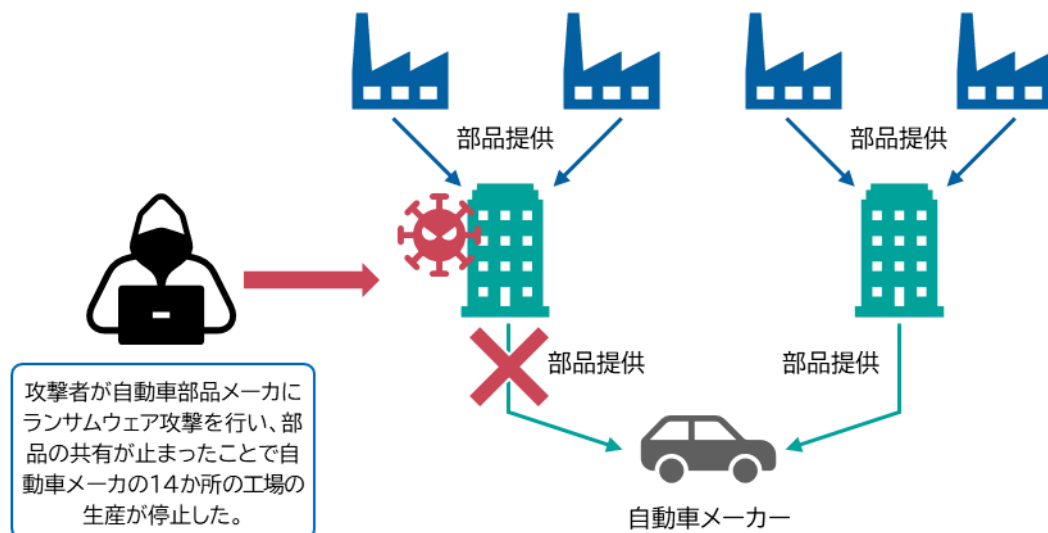 部品提供
部品提供
部品提供
部品提供
攻撃者が自動車部品メーカに
ランサムウェア攻撃を行い、部
品の共有が止まったことで自
動車メーカの14か所の工場の
生産が停止した。
自動車メーカー